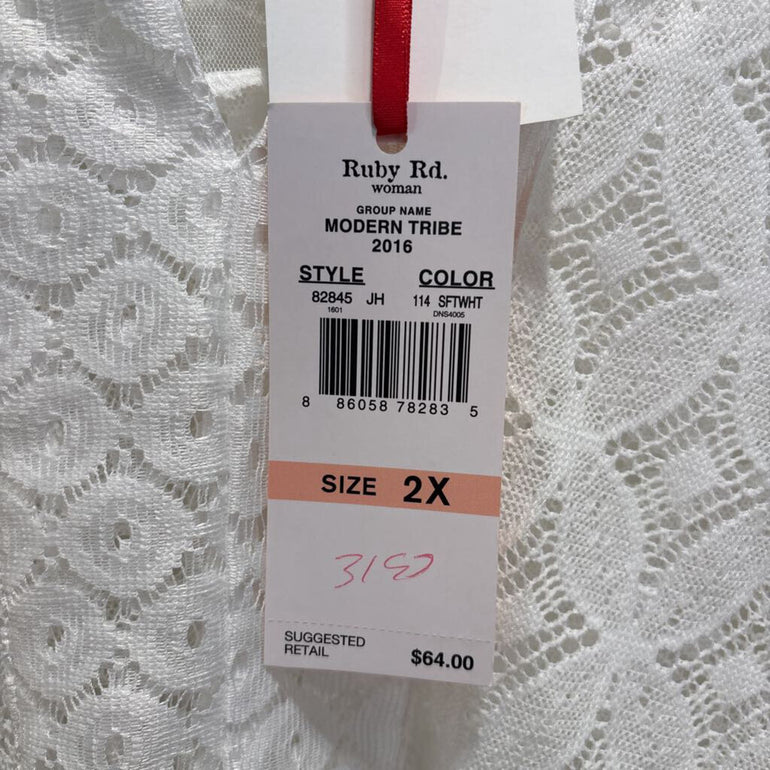 Ruby Rd.
woman
GROUP NAME
MODERN TRIBE
2016
STYLE COLOR
82845 JH 114 SFTWHT
1601 DNS4005
8 86058 78283 5
SIZE 2X
SUGGESTED
RETAIL
$64.00